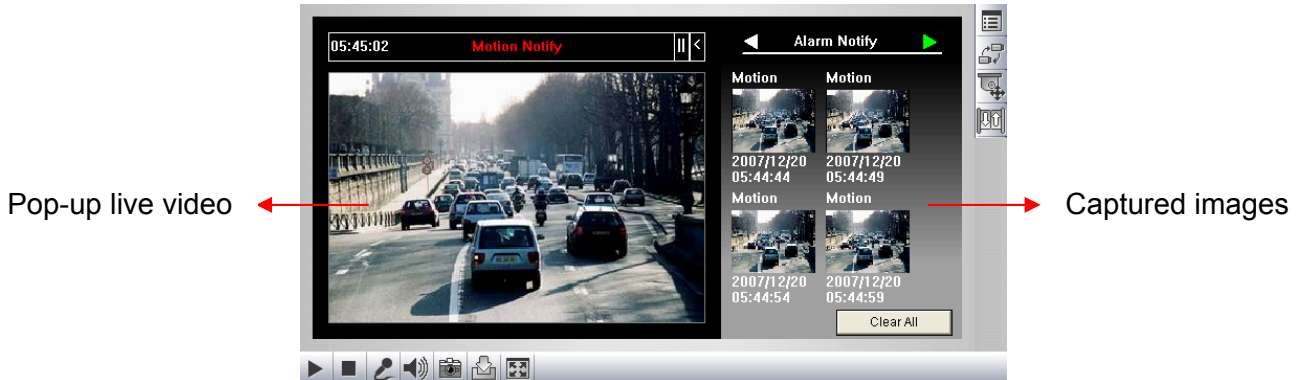 05:45:02 Motion Notify || <
Alarm Notify
Motion Motion
2007/12/20 2007/12/20
05:44:44 05:44:49
Motion Motion
2007/12/20 2007/12/20
05:44:54 05:44:59
Clear All
Pop-up live video
Captured images